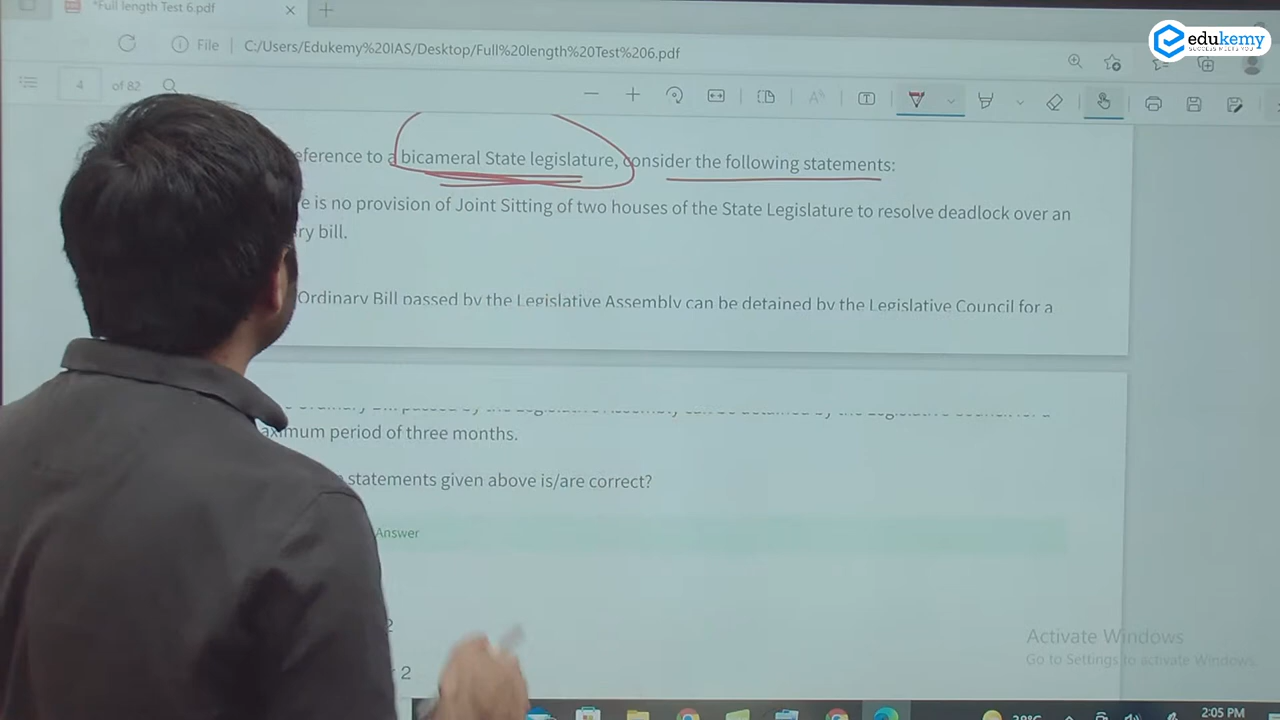 *Full length Test 6.pdf
File C:/Users/Edukemy%20IAS/Desktop/Full%20length%20Test%206.pdf
edukemy
4 of 82
eference to a bicameral State legislature, consider the following statements:
e is no provision of Joint Sitting of two houses of the State Legislature to resolve deadlock over an
ry bill.
Ordinary Bill passed by the Legislative Assembly can be detained by the Legislative Council for a
ximum period of three months.
statements given above is/are correct?
Answer
2
2
Activate Windows
Go to Settings to activate Windows.
2:05 PM